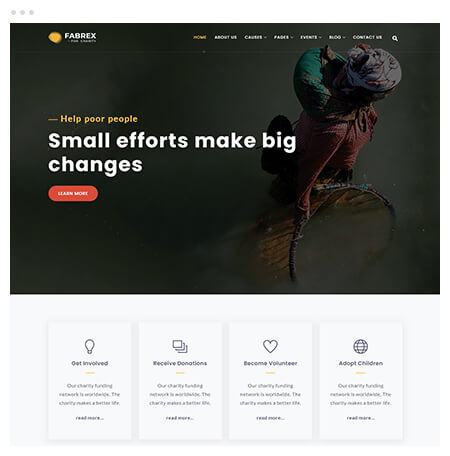 FABREX
FOR CHARITY
HOME ABOUT US CAUSES PAGES EVENTS BLOG CONTACT US
Help poor people
Small efforts make big
changes
LEARN MORE
Get Involved
Our charity funding
network is worldwide, The
charity makes a better life.
read more...
Receive Donations
Our charity funding
network is worldwide, The
charity makes a better life.
read more...
Become Volunteer
Our charity funding
network is worldwide, The
charity makes a better life.
read more...
Adopt Children
Our charity funding
network is worldwide, The
charity makes a better life.
read more...